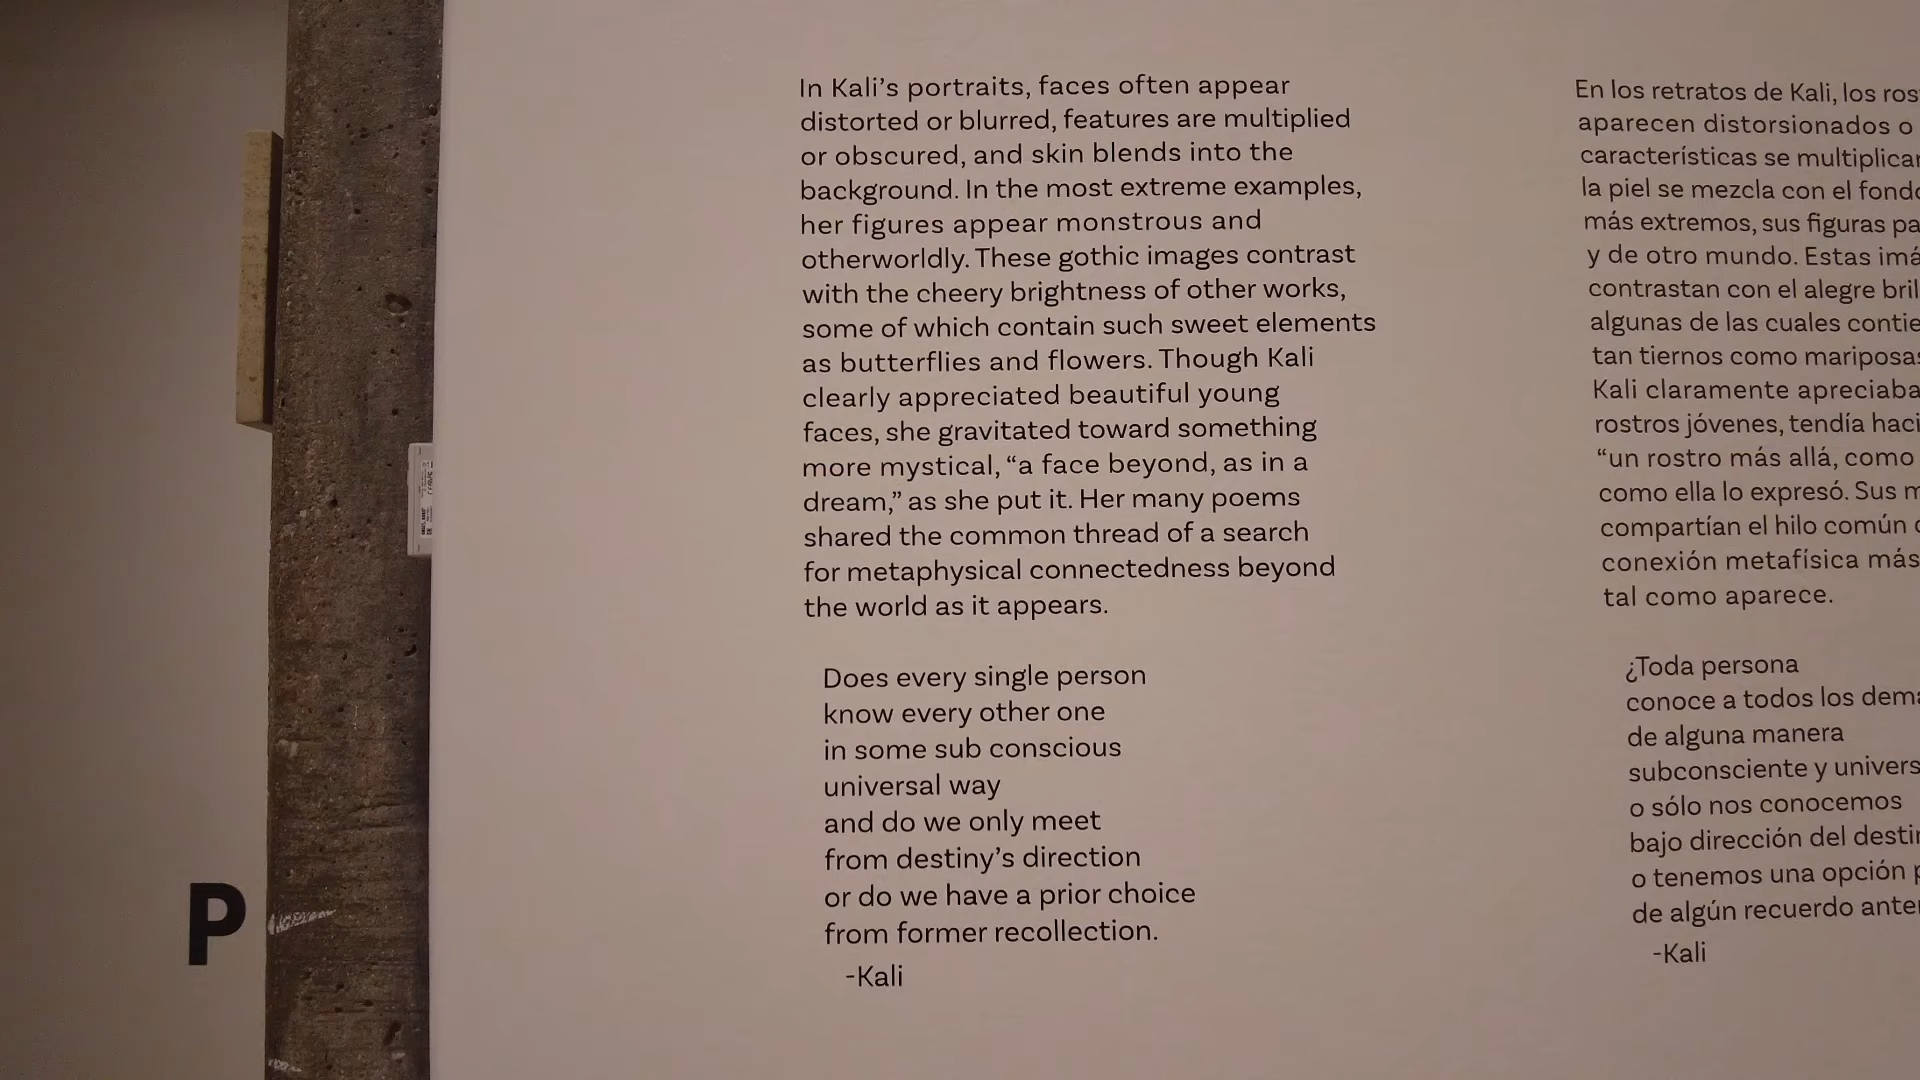 In Kali’s portraits, faces often appear
distorted or blurred, features are multiplied
or obscured, and skin blends into the
background. In the most extreme examples,
her figures appear monstrous and
otherworldly. These gothic images contrast
with the cheery brightness of other works,
some of which contain such sweet elements
as butterflies and flowers. Though Kali
clearly appreciated beautiful young
faces, she gravitated toward something
more mystical, “a face beyond, as in a
dream,” as she put it. Her many poems
shared the common thread of a search
for metaphysical connectedness beyond
the world as it appears.
Does every single person
know every other one
in some sub conscious
universal way
and do we only meet
from destiny’s direction
or do we have a prior choice
from former recollection.
-Kali
En los retratos de Kali, los ros
aparecen distorsionados o
características se multiplica
la piel se mezcla con el fond
más extremos, sus figuras pa
y de otro mundo. Estas imá
contrastan con el alegre bril
algunas de las cuales contie
tan tiernos como mariposas
Kali claramente apreciaba
rostros jóvenes, tendía haci
“un rostro más allá, como
como ella lo expresó. Sus m
compartían el hilo común
conexión metafísica más
tal como aparece.
¿Toda persona
conoce a todos los dema
de alguna manera
subconsciente y univers
o sólo nos conocemos
bajo dirección del desti
o tenemos una opción p
de algún recuerdo ante
-Kali
P